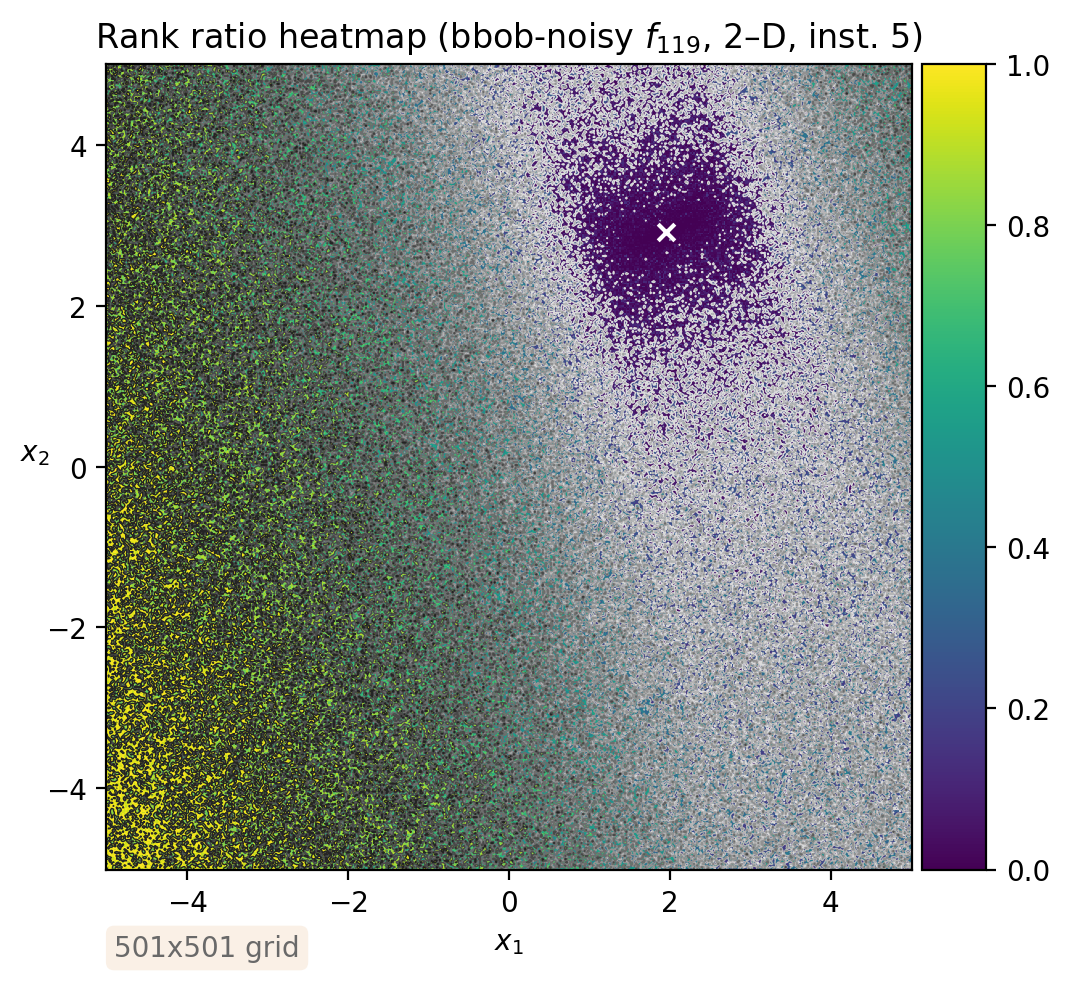 Rank ratio heatmap (bbob-noisy f₁₁₉, 2–D, inst. 5)
1.0
0.8
0.6
0.4
0.2
0.0
4
2
0
−2
−4
x₂
−4 −2 0 2 4
x₁
501x501 grid